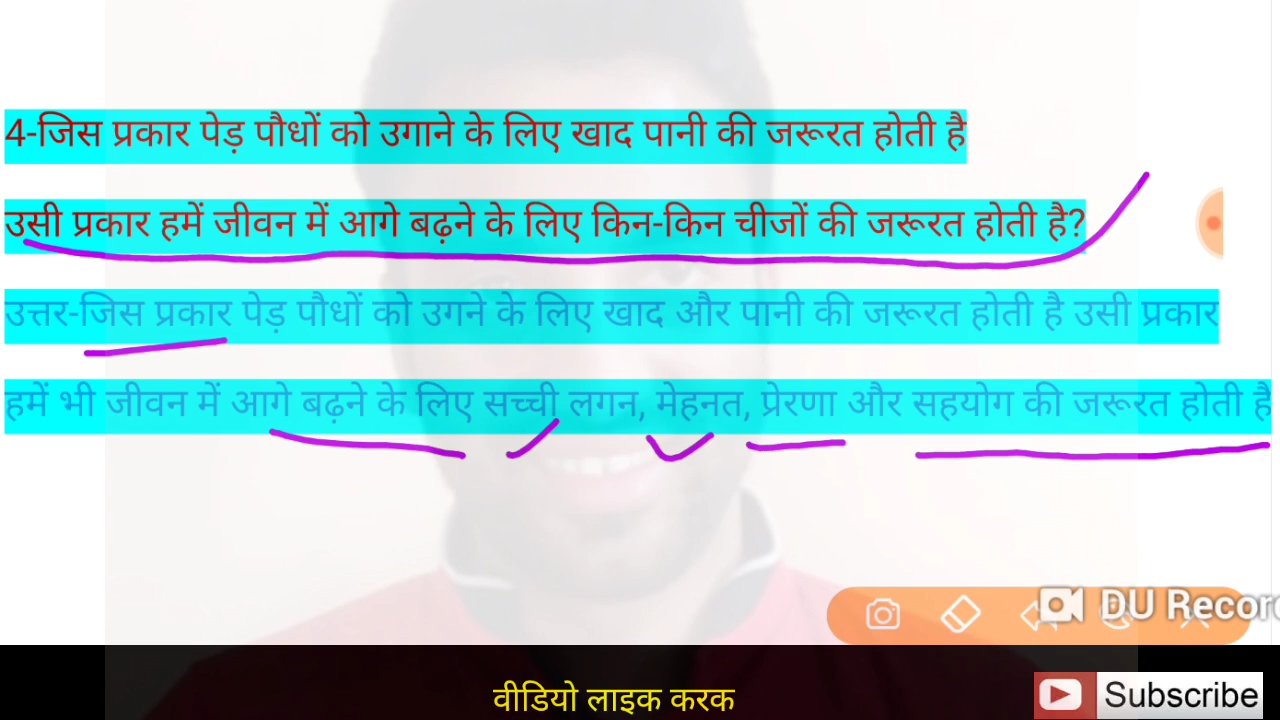 4-जिस प्रकार पेड़ पौधों को उगाने के लिए खाद पानी की जरूरत होती है
उसी प्रकार हमें जीवन में आगे बढ़ने के लिए किन-किन चीजों की जरूरत होती है?
उत्तर-जिस प्रकार पेड़ पौधों को उगने के लिए खाद और पानी की जरूरत होती है उसी प्रकार
हमें भी जीवन में आगे बढ़ने के लिए सच्ची लगन, मेहनत, प्रेरणा और सहयोग की जरूरत होती है
DU Recor
वीडियो लाइक करक
Subscribe